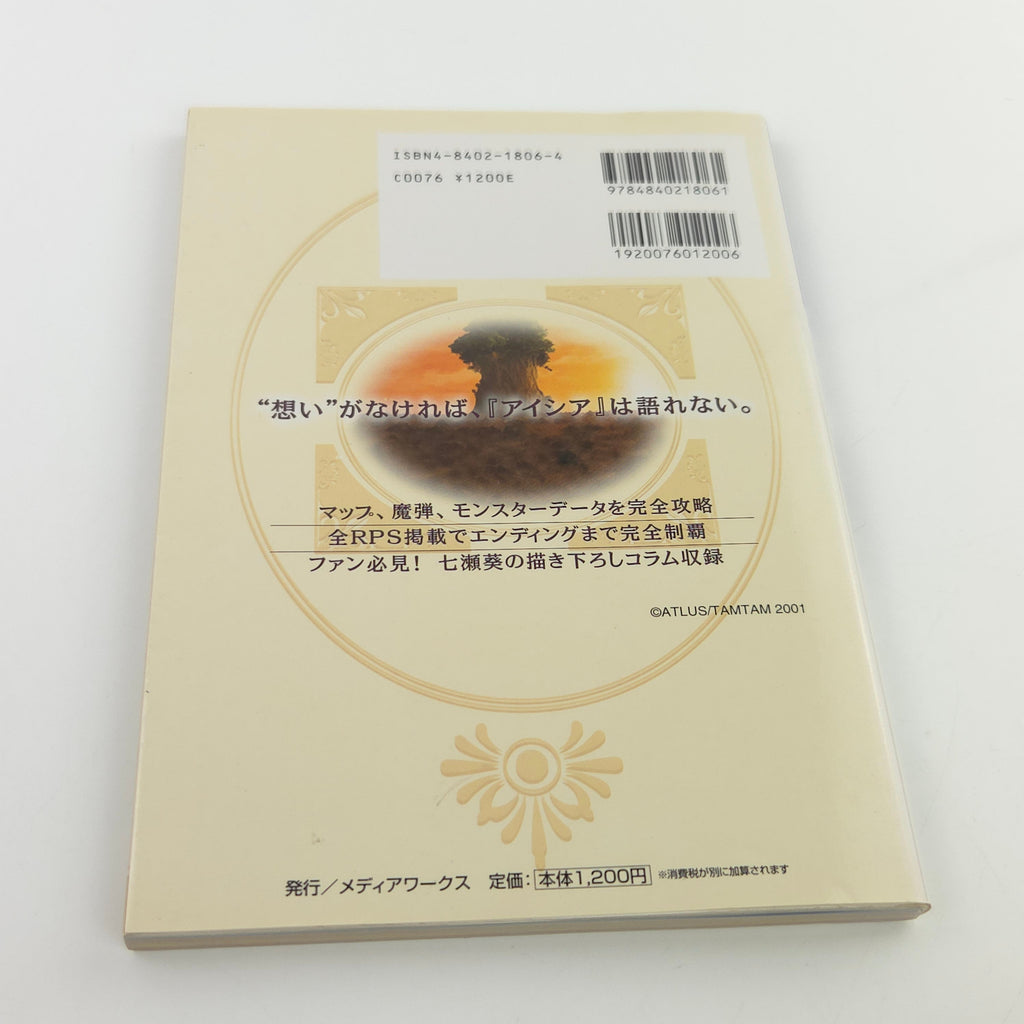 ISBN4-8402-1806-4
C0076 ¥1200E
9784840218061
1920076012006
“想い”がなければ、『アイシア』は語れない。
マップ、魔弾、モンスターデータを完全攻略
全RPS掲載でエンディングまで完全制覇
ファン必見！ 七瀬葵の描き下ろしコラム収録
©ATLUS/TAMTAM 2001
発行／メディアワークス 定価：本体1,200円 ※消費税が別に加算されます